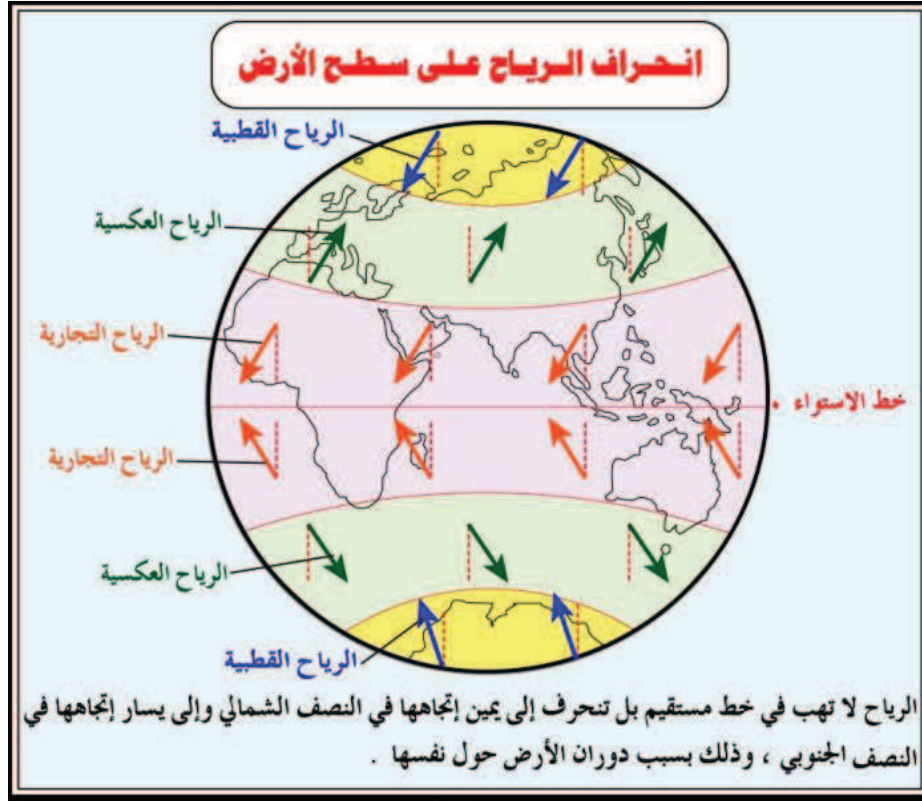 انحراف الرياح على سطح الأرض
الرياح القطبية
الرياح العكسية
الرياح التجارية
خط الاستواء
الرياح التجارية
الرياح العكسية
الرياح القطبية
الرياح لا تهب في خط مستقيم بل تنحرف إلى يمين إتجاهها في النصف الشمالي وإلى يسار إتجاهها في
النصف الجنوبي ، وذلك بسبب دوران الأرض حول نفسها .